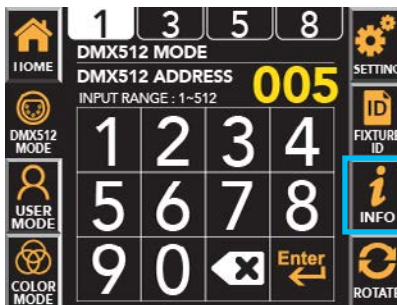 1 3 5 8
HOME
DMX512 MODE
SETTING
DMX512 ADDRESS
005
INPUT RANGE : 1~512
DMX512
MODE
1 2 3 4
ID
FIXTURE
ID
USER
MODE
5 6 7 8
i
INFO
COLOR
MODE
9 0
Enter
ROTATE